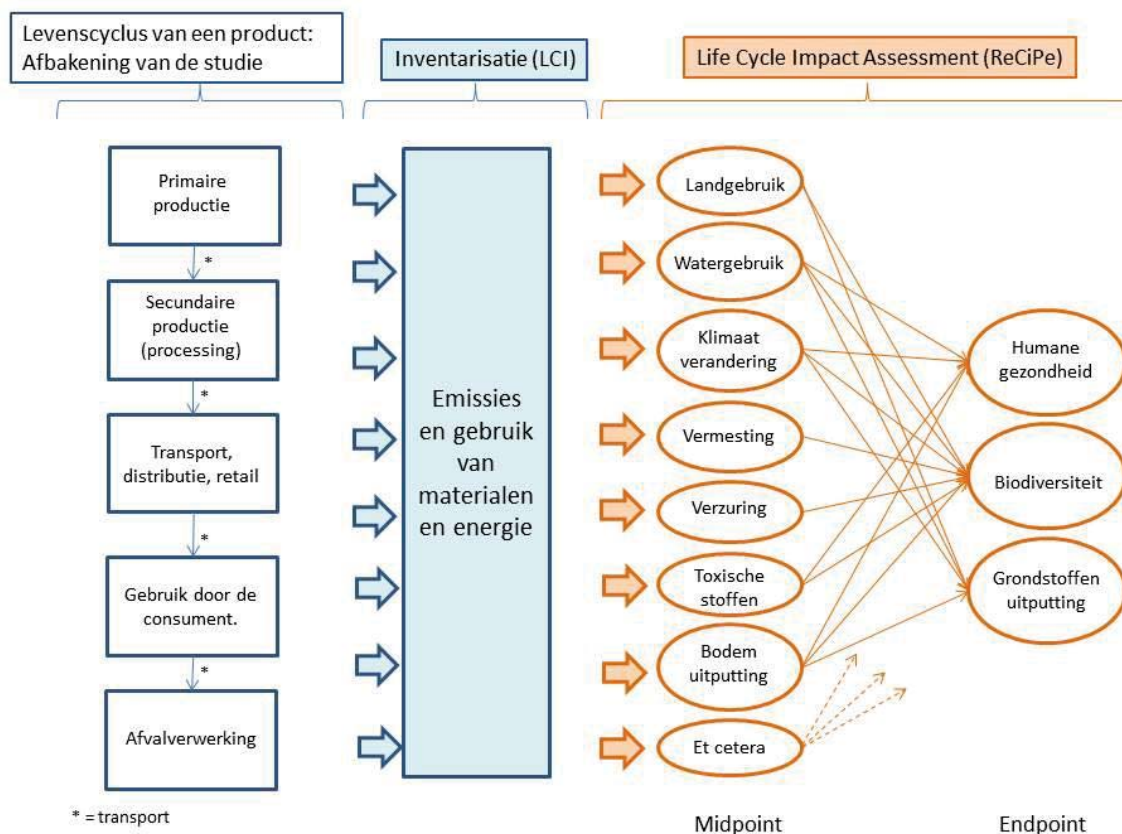 Levenscyclus van een product:
Afbakening van de studie
Inventarisatie (LCI)
Life Cycle Impact Assessment (ReCiPe)
Primaire
productie
*
Secundaire
productie
(processing)
*
Transport,
distributie, retail
*
Gebruik door de
consument.
*
Afvalverwerking
* = transport
Emissies
en gebruik
van
materialen
en energie
Landgebruik
Watergebruik
Klimaat
verandering
Vermesting
Verzuring
Toxische
stoffen
Bodem
uitputting
Et cetera
Midpoint
Humane
gezondheid
Biodiversiteit
Grondstoffen
uitputting
Endpoint